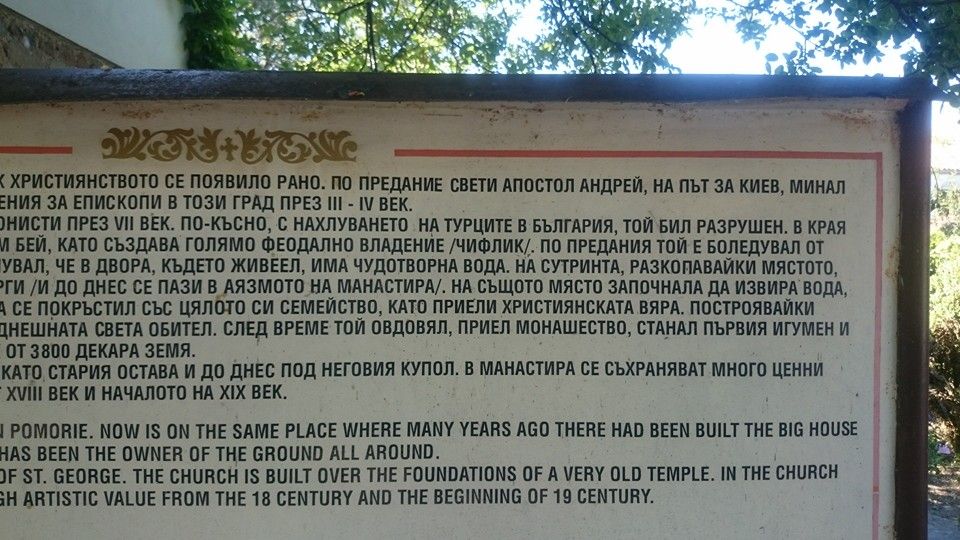 К ХРИСТИЯНСТВОТО СЕ ПОЯВИЛО РАНО. ПО ПРЕДАНИЕ СВЕТИ АПОСТОЛ АНДРЕЙ, НА ПЪТ ЗА КИЕВ, МИНАЛ
ЕНИЯ ЗА ЕПИСКОПИ В ТОЗИ ГРАД ПРЕЗ III - IV ВЕК.
ОНИСТИ ПРЕЗ VII ВЕК. ПО-КЪСНО, С НАХЛУВАНЕТО НА ТУРЦИТЕ В БЪЛГАРИЯ, ТОЙ БИЛ РАЗРУШЕН. В КРАЯ
М БЕЙ, КАТО СЪЗДАВА ГОЛЯМО ФЕОДАЛНО ВЛАДЕНИЕ /ЧИФЛИК/. ПО ПРЕДАНИЯ ТОЙ Е БОЛЕДУВАЛ ОТ
УВАЛ, ЧЕ В ДВОРА, КЪДЕТО ЖИВЕЕЛ, ИМА ЧУДОТВОРНА ВОДА. НА СУТРИНТА, РАЗКОПАВАЙКИ МЯСТОТО,
РГИ /И ДО ДНЕС СЕ ПАЗИ В АЯЗМОТО НА МАНАСТИРА/. НА СЪЩОТО МЯСТО ЗАПОЧНАЛА ДА ИЗВИРА ВОДА,
А СЕ ПОКРЪСТИЛ СЪС ЦЯЛОТО СИ СЕМЕЙСТВО, КАТО ПРИЕЛИ ХРИСТИЯНСКАТА ВЯРА. ПОСТРОЯВАЙКИ
ДНЕШНАТА СВЕТА ОБИТЕЛ. СЛЕД ВРЕМЕ ТОЙ ОВДОВЯЛ, ПРИЕЛ МОНАШЕСТВО, СТАНАЛ ПЪРВИЯ ИГУМЕН И
ОТ 3800 ДЕКАРА ЗЕМЯ.
КАТО СТАРИЯ ОСТАВА И ДО ДНЕС ПОД НЕГОВИЯ КУПОЛ. В МАНАСТИРА СЕ СЪХРАНЯВАТ МНОГО ЦЕННИ
XVIII ВЕК И НАЧАЛОТО НА XIX ВЕК.
N POMORIE. NOW IS ON THE SAME PLACE WHERE MANY YEARS AGO THERE HAD BEEN BUILT THE BIG HOUSE
HAS BEEN THE OWNER OF THE GROUND ALL AROUND.
OF ST. GEORGE. THE CHURCH IS BUILT OVER THE FOUNDATIONS OF A VERY OLD TEMPLE. IN THE CHURCH
GH ARTISTIC VALUE FROM THE 18 CENTURY AND THE BEGINNING OF 19 CENTURY.